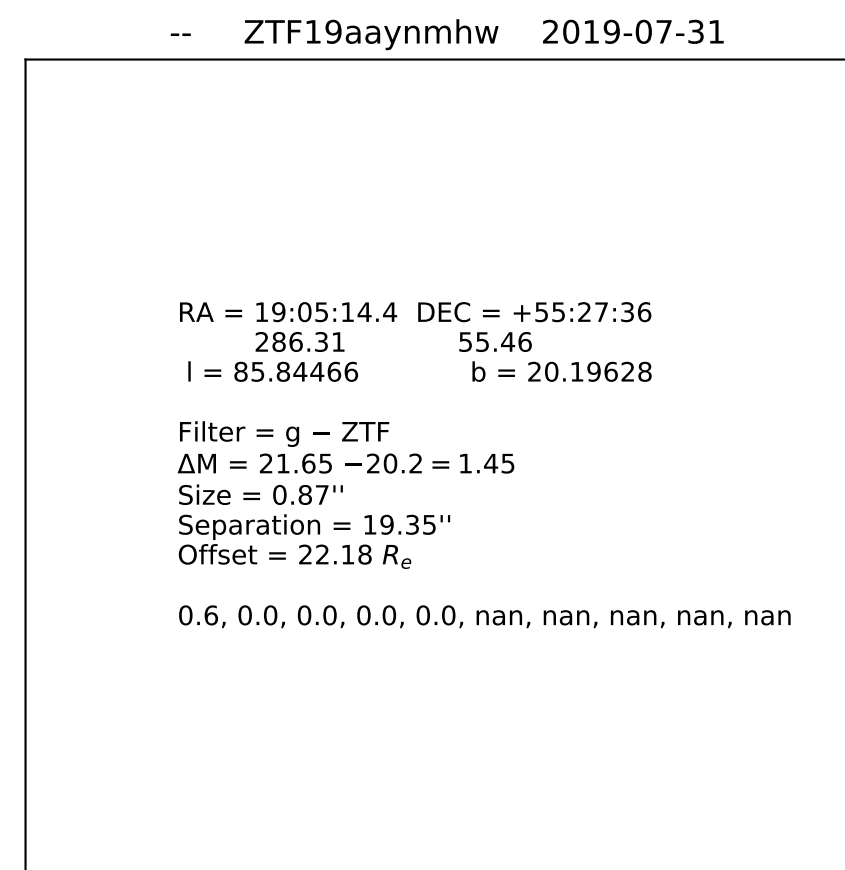 -- ZTF19aaynmhw 2019-07-31
RA = 19:05:14.4 DEC = +55:27:36
286.31 55.46
l = 85.84466 b = 20.19628
Filter = g − ZTF
ΔM = 21.65 −20.2 = 1.45
Size = 0.87''
Separation = 19.35''
Offset = 22.18 Rₑ
0.6, 0.0, 0.0, 0.0, 0.0, nan, nan, nan, nan, nan